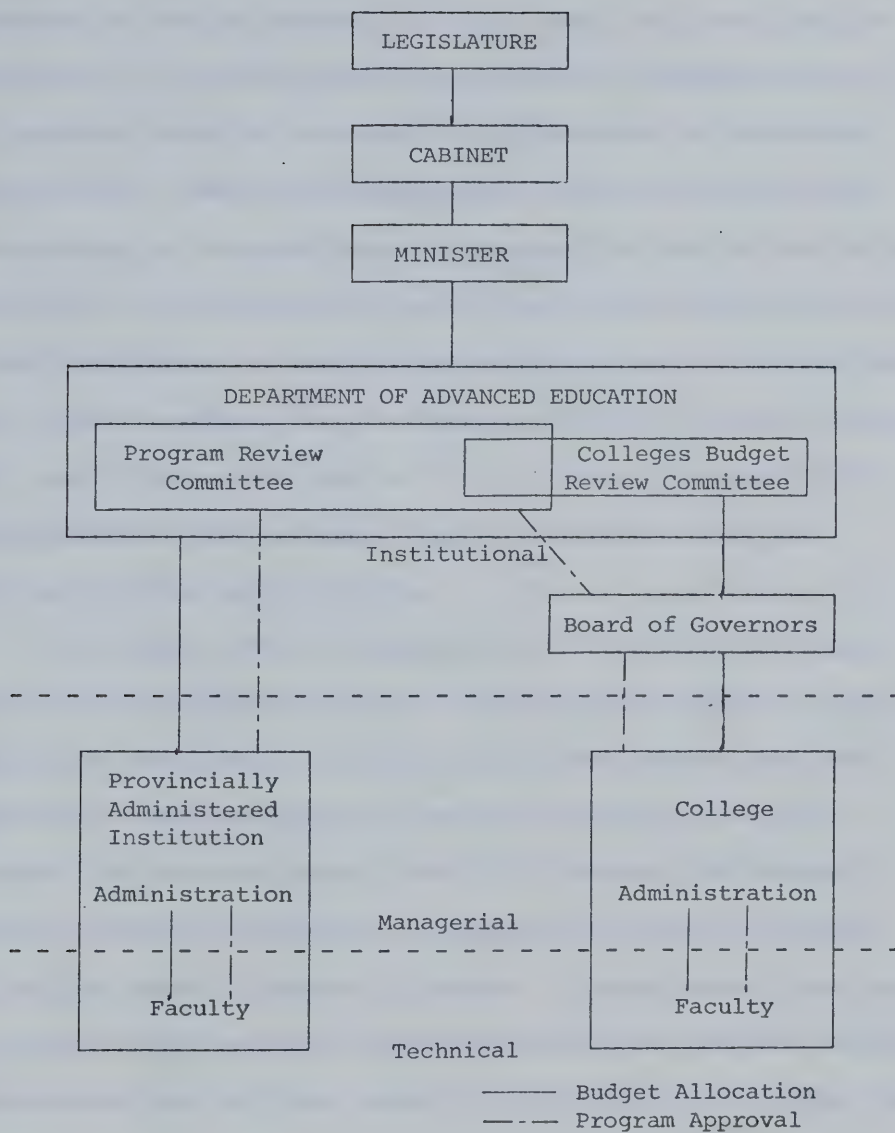 LEGISLATURE
CABINET
MINISTER
DEPARTMENT OF ADVANCED EDUCATION
Program Review
Committee
Colleges Budget
Review Committee
Institutional
Board of Governors
Provincially
Administered
Institution
Administration
Faculty
College
Administration
Faculty
Managerial
Technical
Budget Allocation
Program Approval